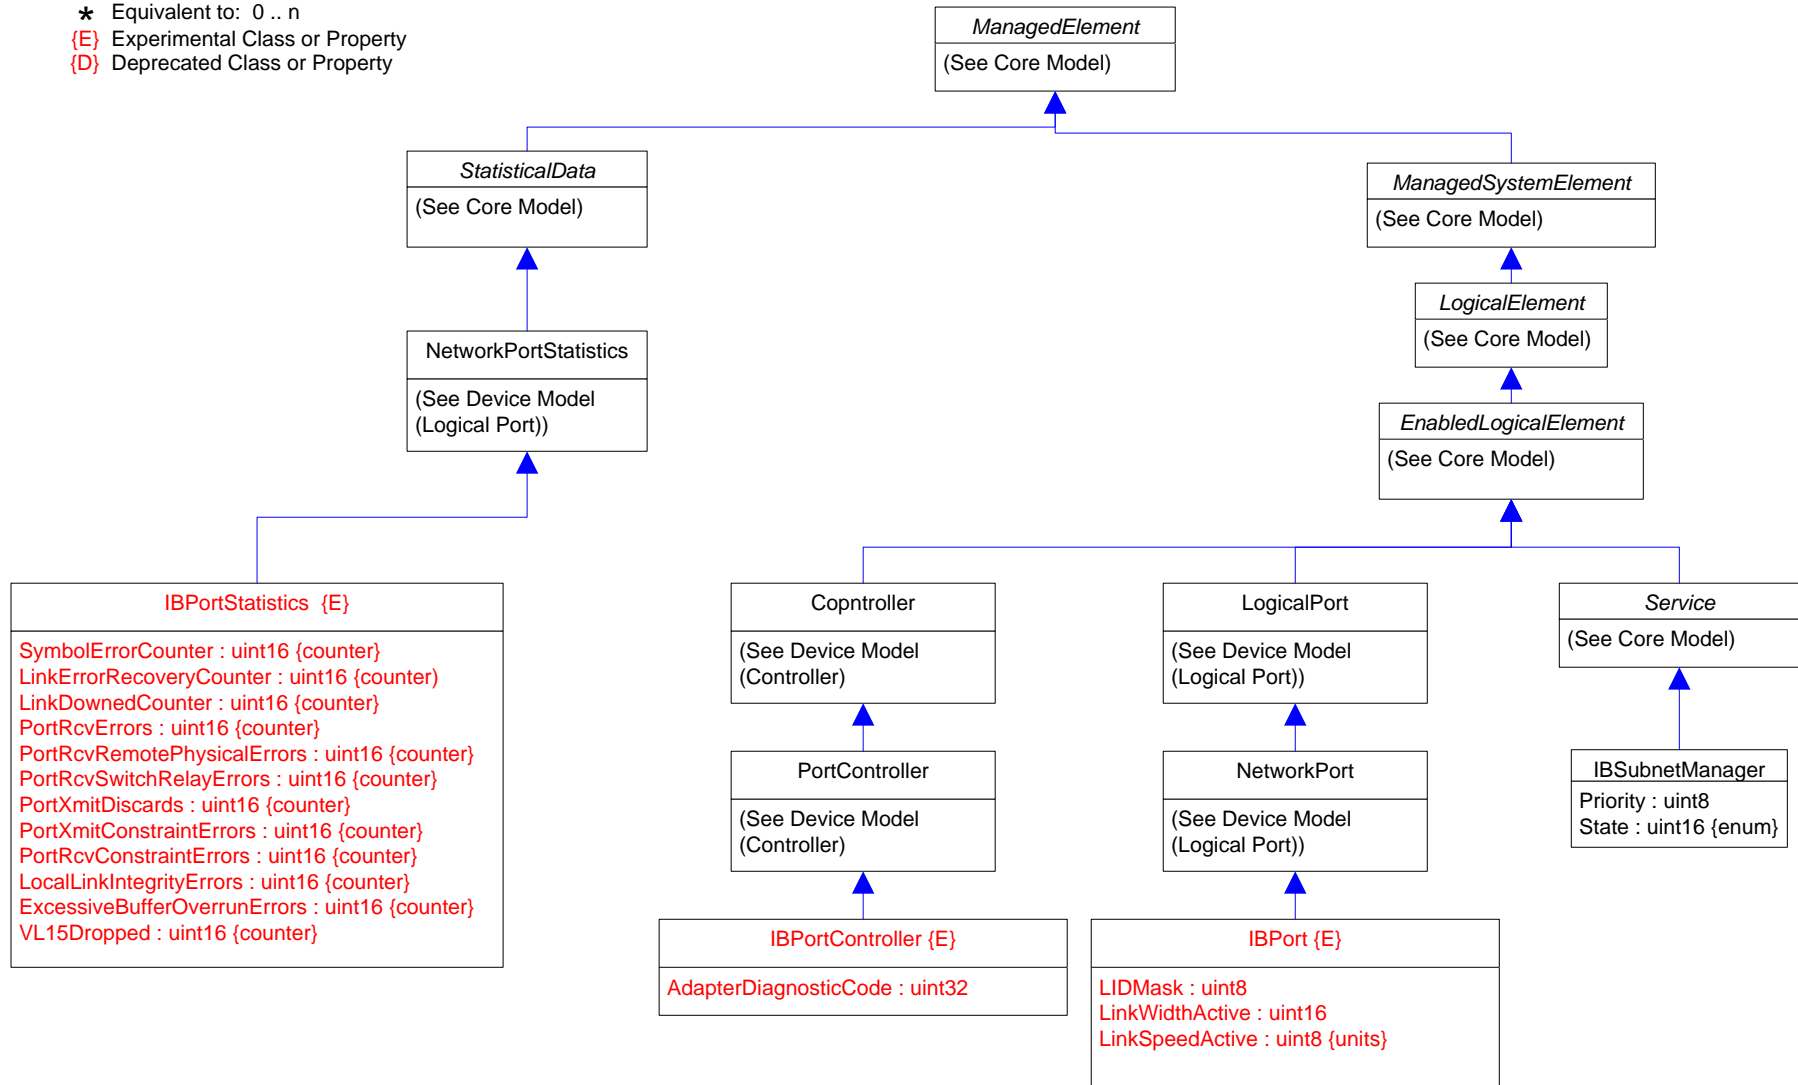 * Equivalent to: 0 .. n
{E} Experimental Class or Property
{D} Deprecated Class or Property
ManagedElement
(See Core Model)
StatisticalData
(See Core Model)
ManagedSystemElement
(See Core Model)
LogicalElement
(See Core Model)
NetworkPortStatistics
(See Device Model
(Logical Port))
EnabledLogicalElement
(See Core Model)
IBPortStatistics {E}
SymbolErrorCounter : uint16 {counter}
LinkErrorRecoveryCounter : uint16 {counter)
LinkDownedCounter : uint16 {counter}
PortRcvErrors : uint16 {counter}
PortRcvRemotePhysicalErrors : uint16 {counter}
PortRcvSwitchRelayErrors : uint16 {counter}
PortXmitDiscards : uint16 {counter}
PortXmitConstraintErrors : uint16 {counter}
PortRcvConstraintErrors : uint16 {counter}
LocalLinkIntegrityErrors : uint16 {counter}
ExcessiveBufferOverrunErrors : uint16 {counter}
VL15Dropped : uint16 {counter}
Copntroller
(See Device Model
(Controller)
LogicalPort
(See Device Model
(Logical Port))
Service
(See Core Model)
PortController
(See Device Model
(Controller)
NetworkPort
(See Device Model
(Logical Port))
IBSubnetManager
Priority : uint8
State : uint16 {enum}
IBPortController {E}
AdapterDiagnosticCode : uint32
IBPort {E}
LIDMask : uint8
LinkWidthActive : uint16
LinkSpeedActive : uint8 {units}